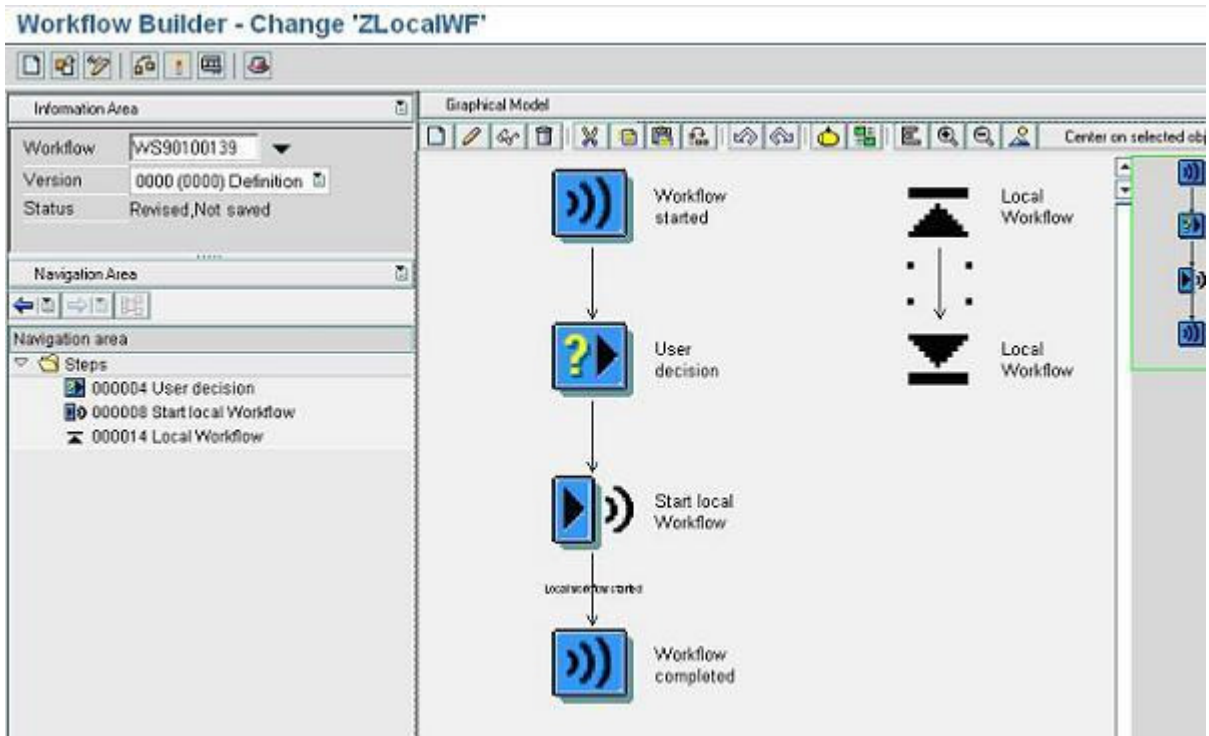 Workflow Builder - Change 'ZLocalWF'
Information Area
Workflow WS90100139
Version 0000 (0000) Definition
Status Revised,Not saved
Navigation Area
Navigation area
Steps
000004 User decision
000008 Start local Workflow
000014 Local Workflow
Graphical Model
Center on selected obj
Workflow
started
Local
Workflow
User
decision
Local
Workflow
Start local
Workflow
Local workflow started
Workflow
completed